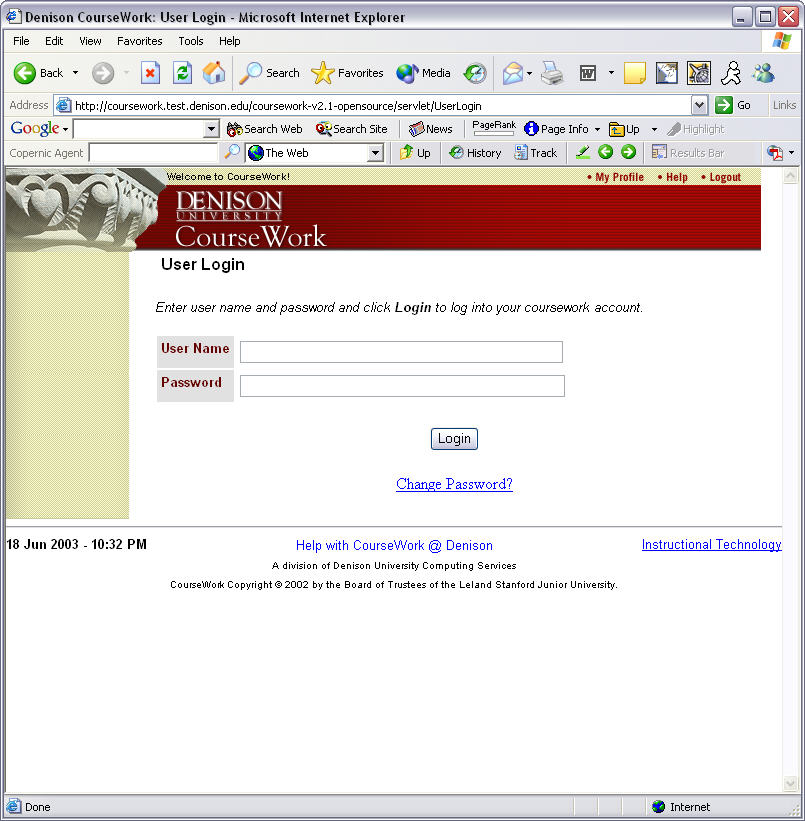 Denison CourseWork: User Login - Microsoft Internet Explorer
File Edit View Favorites Tools Help
Back Search Favorites Media
Address http://coursework.test.denison.edu/coursework-v2.1-opensource/servlet/UserLogin Go Links
Google Search Web Search Site News PageRank Page Info Up Highlight
Copernic Agent The Web Up History Track Results Bar
Welcome to CourseWork! • My Profile • Help • Logout
DENISON
UNIVERSITY
CourseWork
User Login
Enter user name and password and click Login to log into your coursework account.
User Name
Password
Login
Change Password?
18 Jun 2003 - 10:32 PM Help with CourseWork @ Denison Instructional Technology
A division of Denison University Computing Services
CourseWork Copyright © 2002 by the Board of Trustees of the Leland Stanford Junior University.
Done Internet